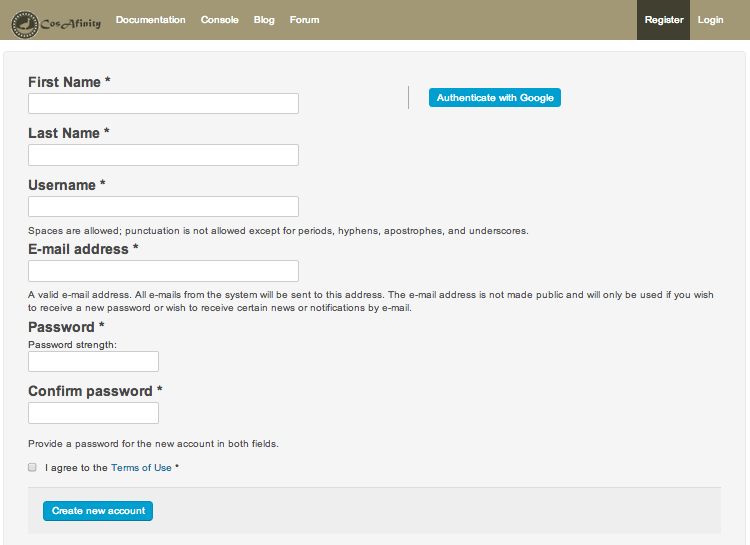 CosAfinity Documentation Console Blog Forum Register Login
First Name *
Authenticate with Google
Last Name *
Username *
Spaces are allowed; punctuation is not allowed except for periods, hyphens, apostrophes, and underscores.
E-mail address *
A valid e-mail address. All e-mails from the system will be sent to this address. The e-mail address is not made public and will only be used if you wish
to receive a new password or wish to receive certain news or notifications by e-mail.
Password *
Password strength:
Confirm password *
Provide a password for the new account in both fields.
I agree to the Terms of Use *
Create new account